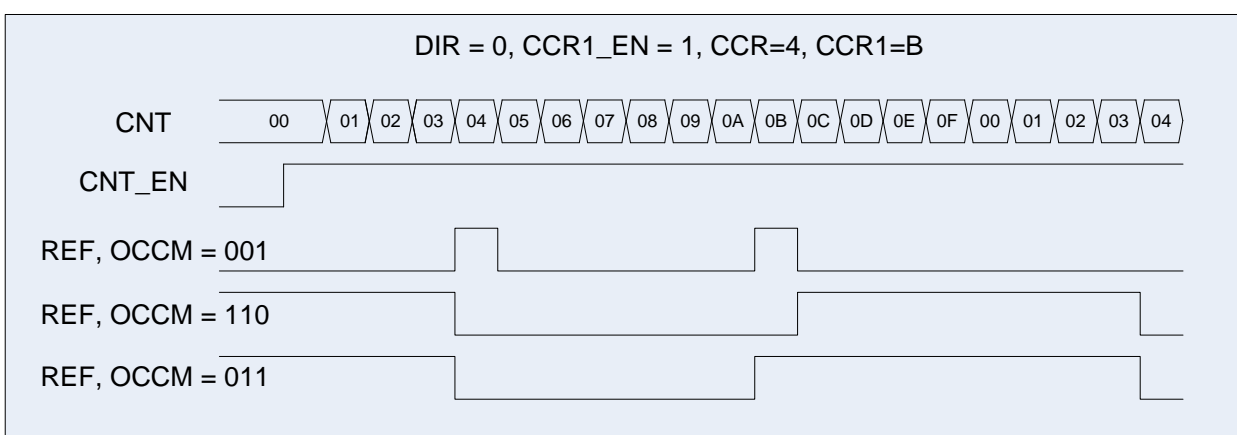 DIR = 0, CCR1_EN = 1, CCR=4, CCR1=B
CNT 00 01 02 03 04 05 06 07 08 09 0A 0B 0C 0D 0E 0F 00 01 02 03 04
CNT_EN
REF, OCCM = 001
REF, OCCM = 110
REF, OCCM = 011